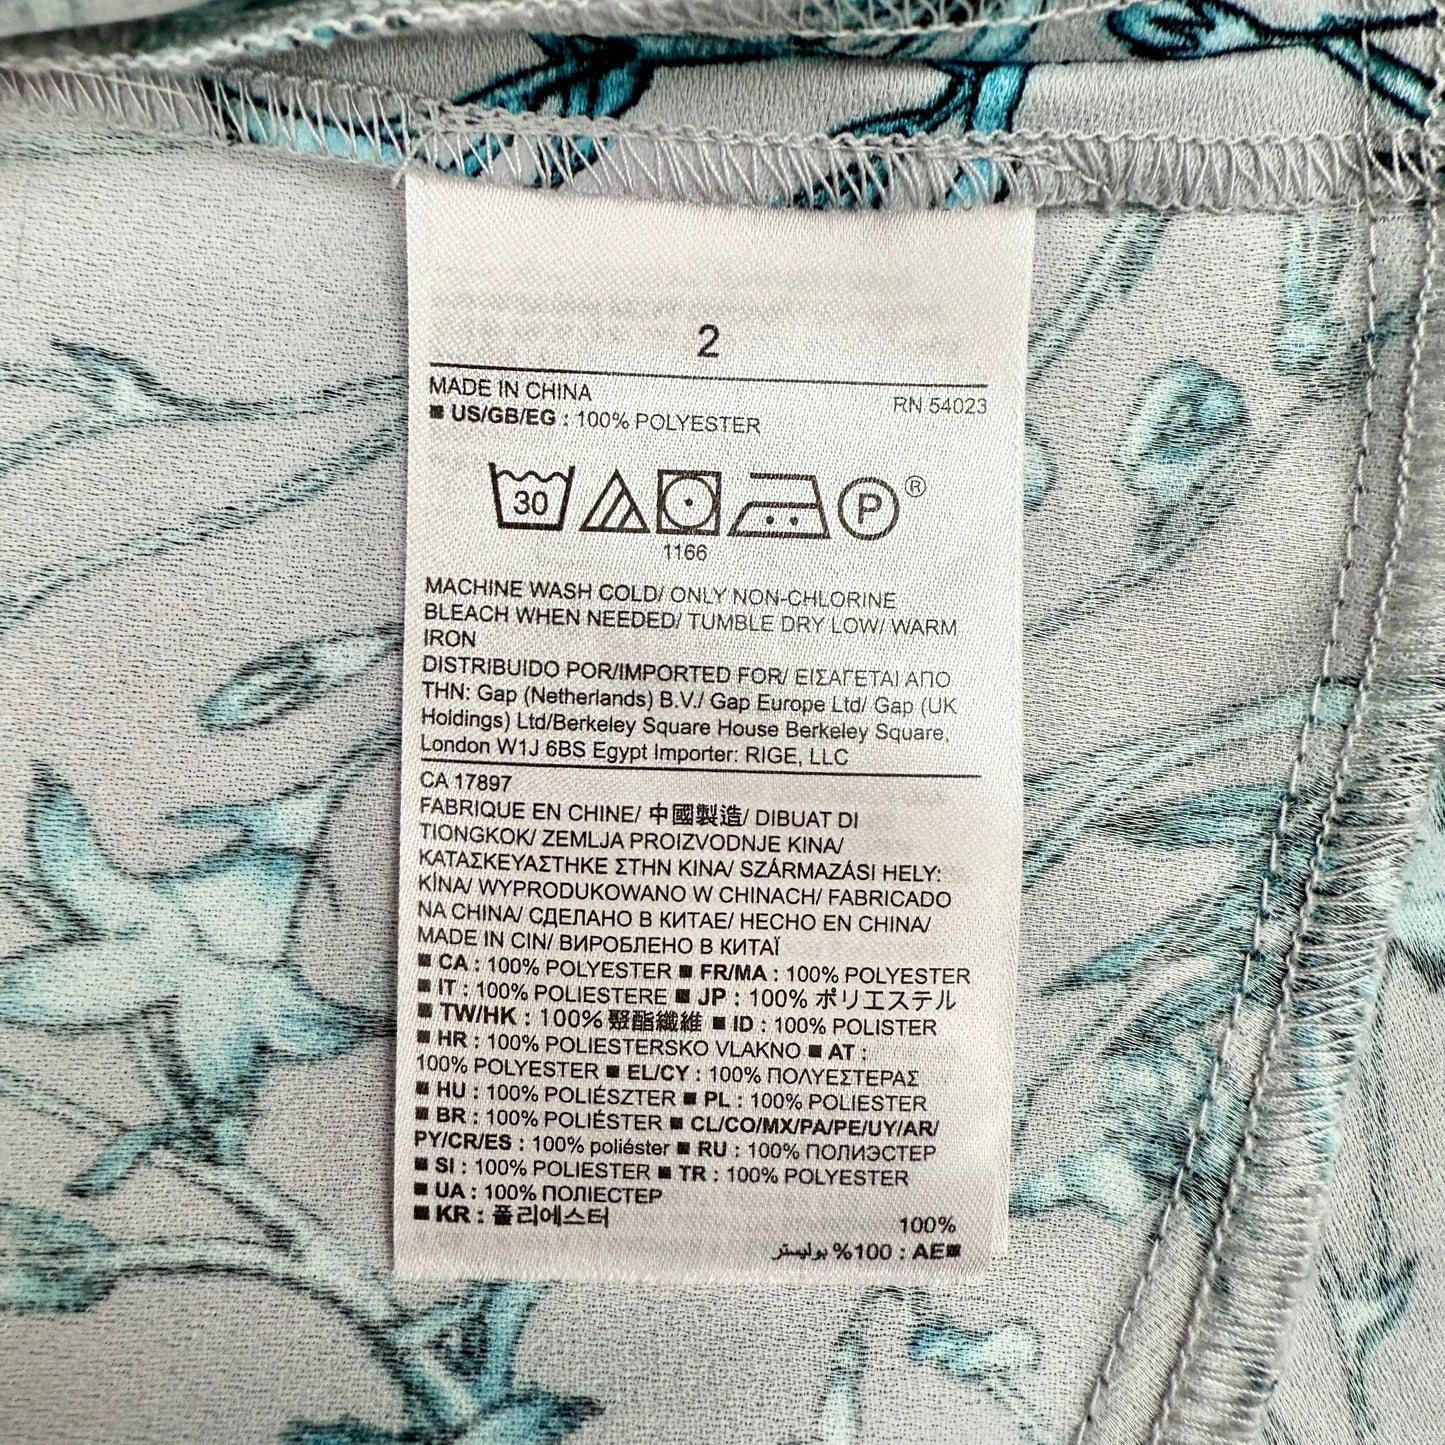 2
MADE IN CHINA
RN 54023
■ US/GB/EG : 100% POLYESTER
30
P ®
1166
MACHINE WASH COLD/ ONLY NON-CHLORINE
BLEACH WHEN NEEDED/ TUMBLE DRY LOW/ WARM
IRON
DISTRIBUIDO POR/IMPORTED FOR/ ΕΙΣΑΓΕΤΑΙ ΑΠΟ
THN: Gap (Netherlands) B.V./ Gap Europe Ltd/ Gap (UK
Holdings) Ltd/Berkeley Square House Berkeley Square,
London W1J 6BS Egypt Importer: RIGE, LLC
CA 17897
FABRIQUE EN CHINE/ 中國製造/ DIBUAT DI
TIONGKOK/ ZEMLJA PROIZVODNJE KINA/
ΚΑΤΑΣΚΕΥΑΣΤΗΚΕ ΣΤΗΝ ΚΙΝΑ/ SZÁRMAZÁSI HELY:
KÍNA/ WYPRODUKOWANO W CHINACH/ FABRICADO
NA CHINA/ СДЕЛАНО В КИТАЕ/ HECHO EN CHINA/
MADE IN CIN/ ВИРОБЛЕНО В КИТАЇ
■ CA : 100% POLYESTER ■ FR/MA : 100% POLYESTER
■ IT : 100% POLIESTERE ■ JP : 100% ポリエステル
■ TW/HK : 100% 聚酯纖維 ■ ID : 100% POLISTER
■ HR : 100% POLIESTERSKO VLAKNO ■ AT :
100% POLYESTER ■ EL/CY : 100% ΠΟΛΥΕΣΤΕΡΑΣ
■ HU : 100% POLIÉSZTER ■ PL : 100% POLIESTER
■ BR : 100% POLIÉSTER ■ CL/CO/MX/PA/PE/UY/AR/
PY/CR/ES : 100% poliéster ■ RU : 100% ПОЛИЭСТЕР
■ SI : 100% POLIESTER ■ TR : 100% POLYESTER
■ UA : 100% ПОЛІЕСТЕР
■ KR : 폴리에스터 100%
■AE : 100% بوليستر